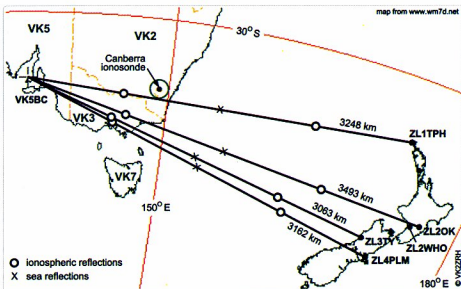 map from www.wm7d.net
VK5
VK2
30° S
Canberra
ionosonde
VK5BC
VK3
3248 km
ZL1TPH
VK7
3493 km
150° E
3063 km
3162 km
ZL2OK
ZL3TY
ZL2WHO
ZL4PLM
O ionospheric reflections
X sea reflections
180° E
© VK2ZRH